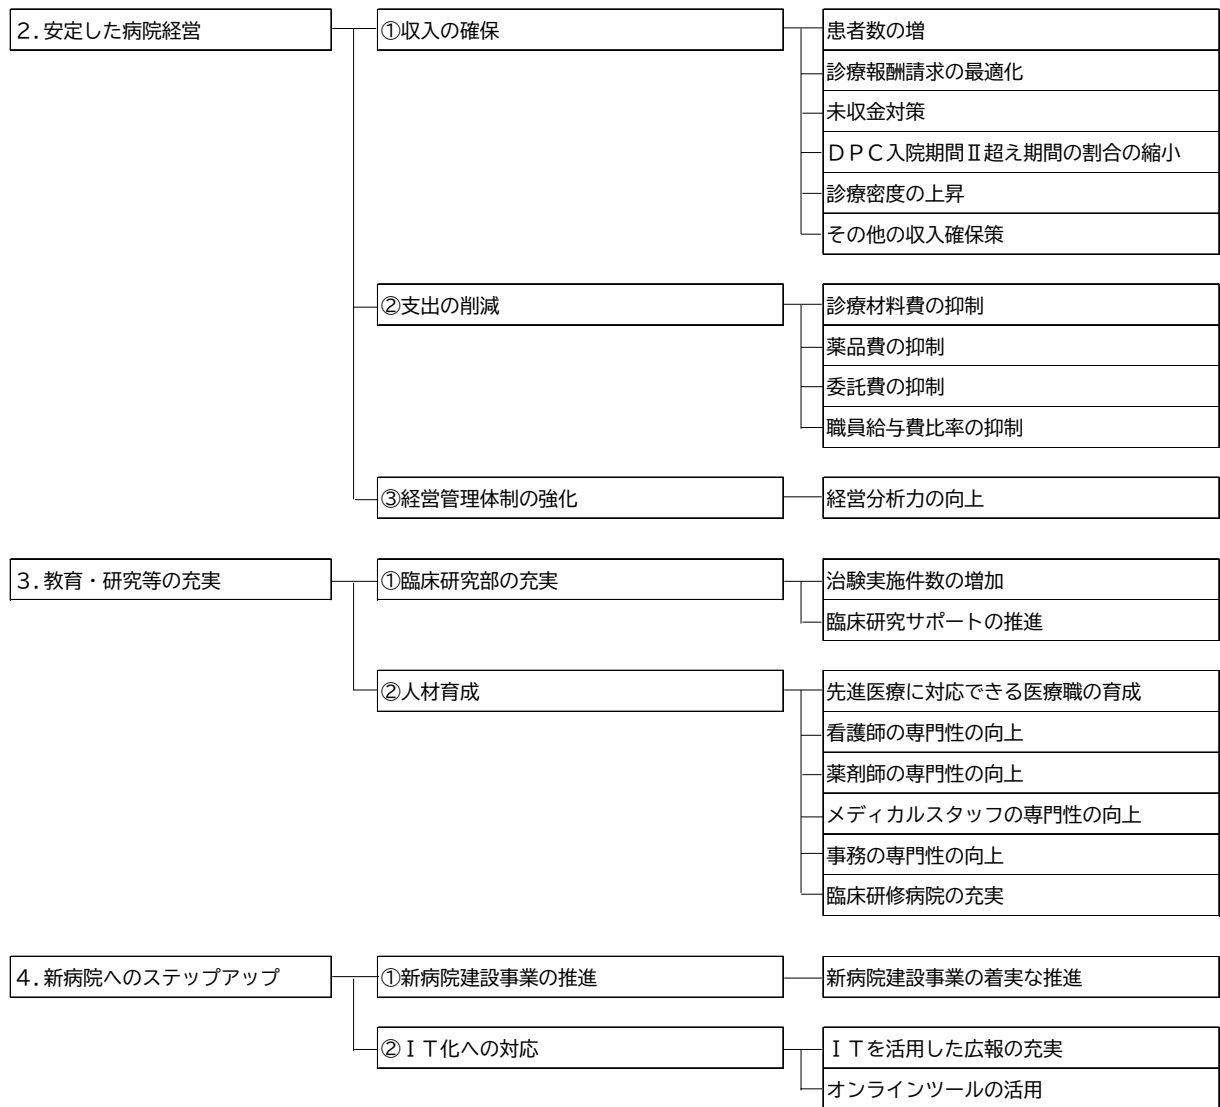 2.安定した病院経営
①収入の確保
患者数の増
診療報酬請求の最適化
未収金対策
ＤＰＣ入院期間Ⅱ超え期間の割合の縮小
診療密度の上昇
その他の収入確保策
②支出の削減
診療材料費の抑制
薬品費の抑制
委託費の抑制
職員給与費比率の抑制
③経営管理体制の強化
経営分析力の向上
3.教育・研究等の充実
①臨床研究部の充実
治験実施件数の増加
臨床研究サポートの推進
②人材育成
先進医療に対応できる医療職の育成
看護師の専門性の向上
薬剤師の専門性の向上
メディカルスタッフの専門性の向上
事務の専門性の向上
臨床研修病院の充実
4.新病院へのステップアップ
①新病院建設事業の推進
新病院建設事業の着実な推進
②ＩＴ化への対応
ＩＴを活用した広報の充実
オンラインツールの活用